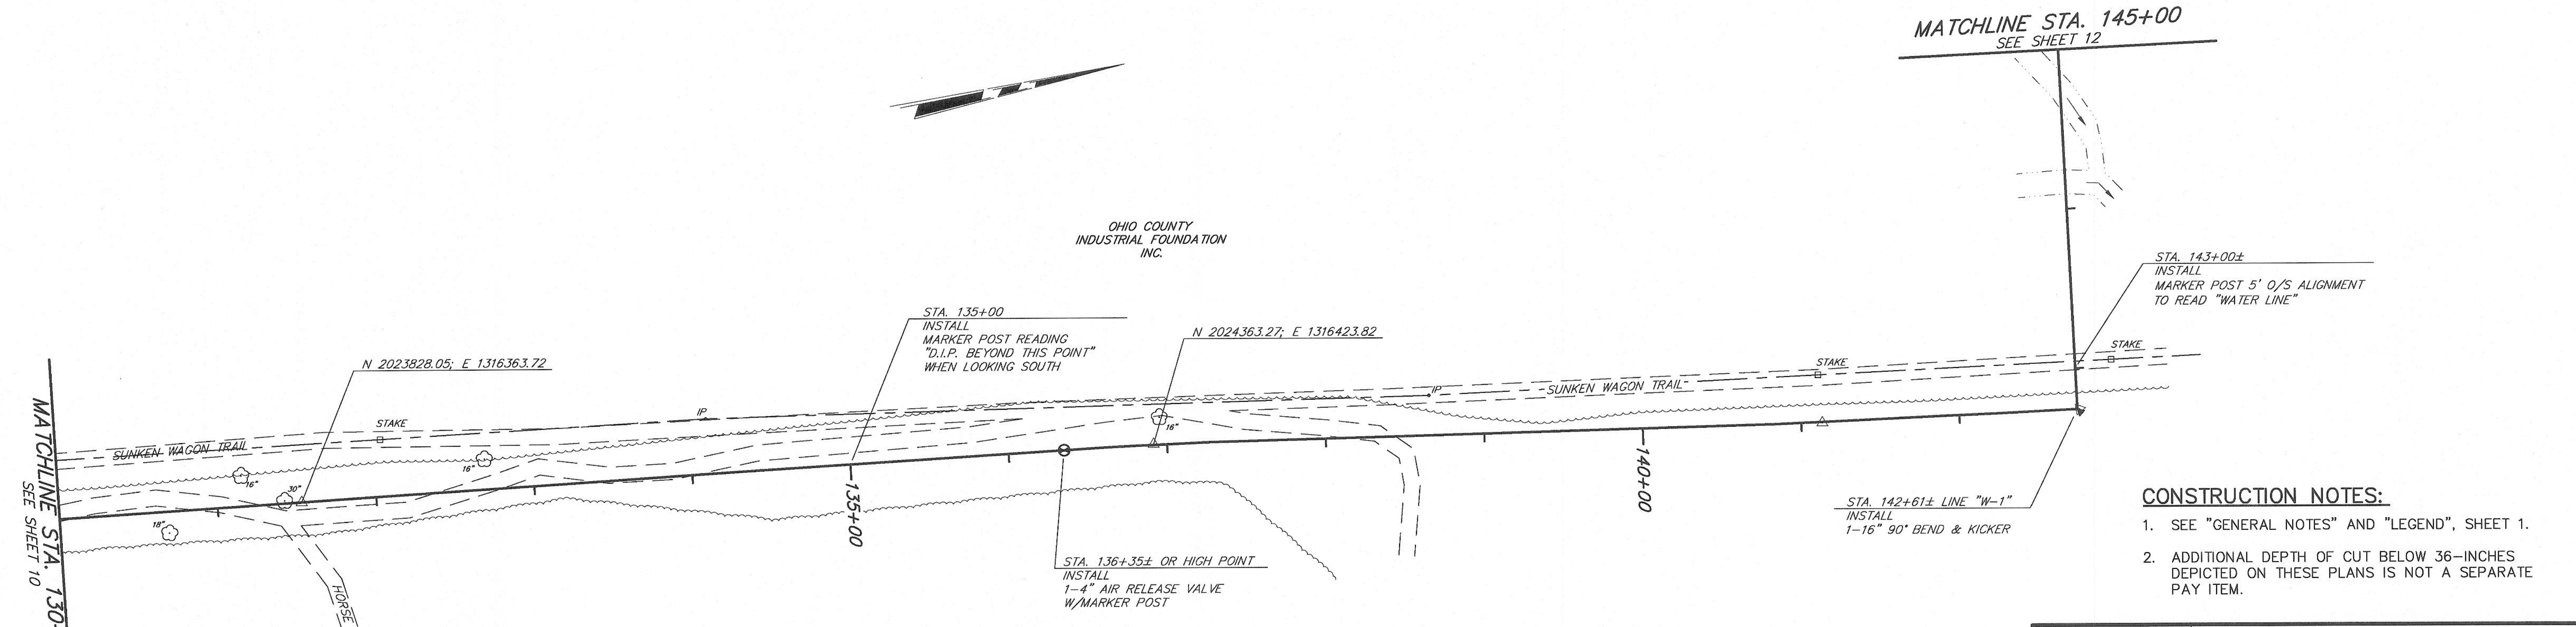 MATCHLINE STA. 145+00
SEE SHEET 12
OHIO COUNTY
INDUSTRIAL FOUNDATION
INC.
STA. 143+00±
INSTALL
MARKER POST 5' O/S ALIGNMENT
TO READ "WATER LINE"
STA. 135+00
INSTALL
MARKER POST READING
"D.I.P. BEYOND THIS POINT"
WHEN LOOKING SOUTH
N 2024363.27; E 1316423.82
N 2023828.05; E 1316363.72
STAKE
STAKE
IP
SUNKEN WAGON TRAIL
STAKE
IP
SUNKEN WAGON TRAIL
16"
16"
30"
16"
18"
MATCHLINE STA. 130+
SEE SHEET 10
135+00
140+00
HORSE
STA. 136+35± OR HIGH POINT
INSTALL
1-4" AIR RELEASE VALVE
W/MARKER POST
STA. 142+61± LINE "W-1"
INSTALL
1-16" 90° BEND & KICKER
CONSTRUCTION NOTES:
1. SEE "GENERAL NOTES" AND "LEGEND", SHEET 1.
2. ADDITIONAL DEPTH OF CUT BELOW 36-INCHES
DEPICTED ON THESE PLANS IS NOT A SEPARATE
PAY ITEM.